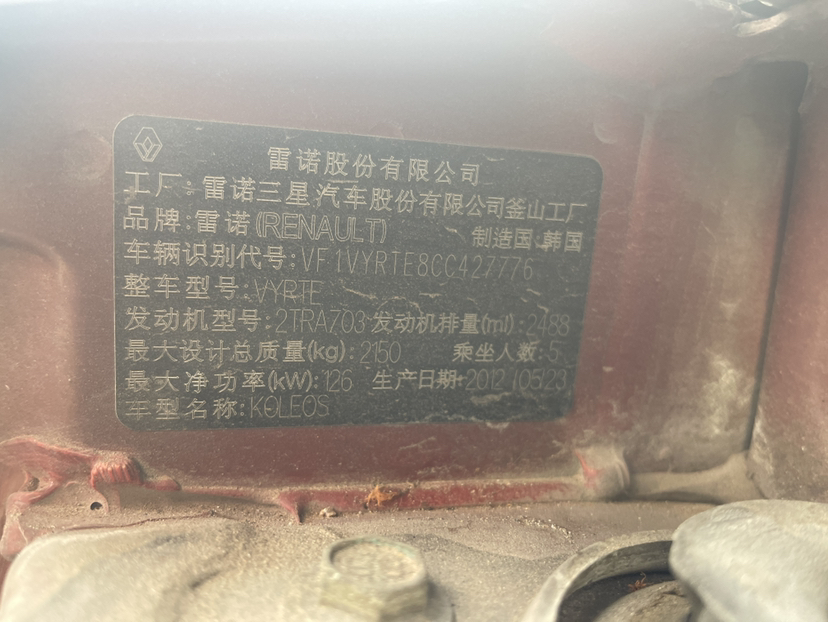 雷诺股份有限公司
工厂:雷诺三星汽车股份有限公司釜山工厂
品牌:雷诺(RENAULT) 制造国:韩国
车辆识别代号:VF1VYRTE8CC427776
整车型号:VYRTE
发动机型号:2TRA703 发动机排量(ml):2488
最大设计总质量(kg):2150 乘坐人数:5
最大净功率(kW):126 生产日期:2012/05/23
车型名称:KOLEOS